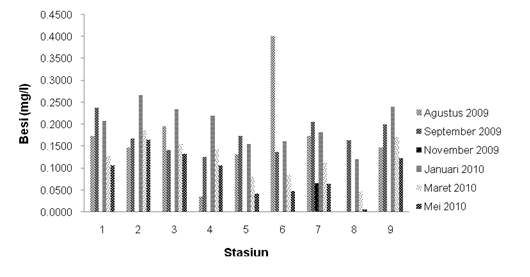 0.4500
0.4000
0.3500
0.3000
0.2500
0.2000
0.1500
0.1000
0.0500
0.0000
Besi (mg/l)
1 2 3 4 5 6 7 8 9
Stasiun
Agustus 2009
September 2009
November 2009
Januari 2010
Maret 2010
Mei 2010